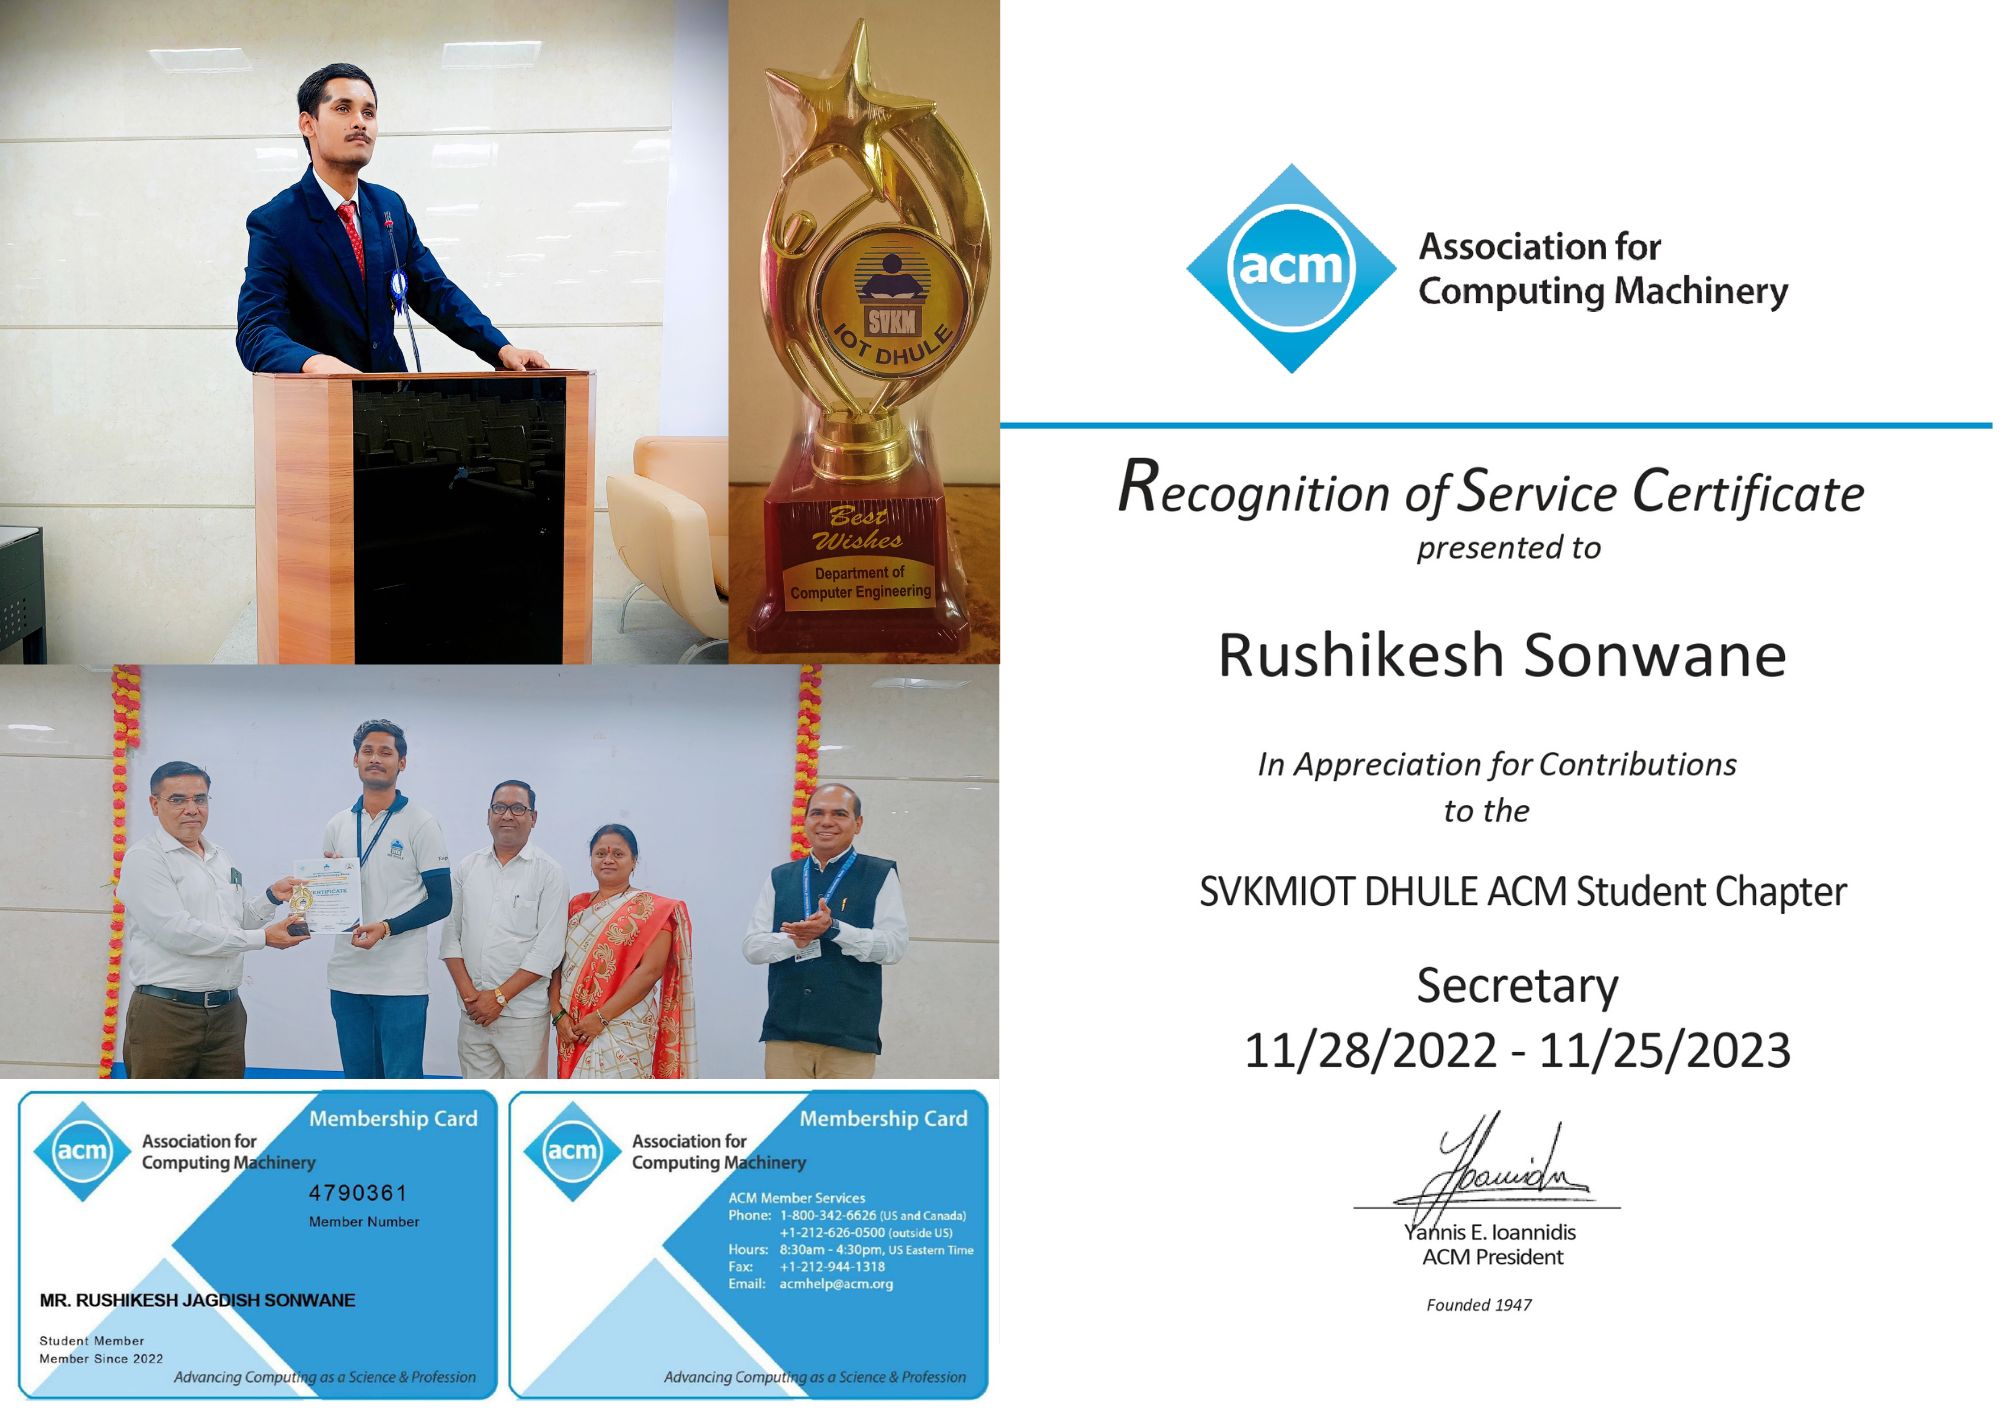 SVKM
IOT DHULE
Best
Wishes
Department of
Computer Engineering
IOT DHULE
CERTIFICATE
acm
Association for
Computing Machinery
Membership Card
4790361
Member Number
MR. RUSHIKESH JAGDISH SONWANE
Student Member
Member Since 2022
Advancing Computing as a Science & Profession
acm
Association for
Computing Machinery
Membership Card
ACM Member Services
Phone: 1-800-342-6626 (US and Canada)
+1-212-626-0500 (outside US)
Hours: 8:30am - 4:30pm, US Eastern Time
Fax: +1-212-944-1318
Email: acmhelp@acm.org
Advancing Computing as a Science & Profession
acm
Association for
Computing Machinery
Recognition of Service Certificate
presented to
Rushikesh Sonwane
In Appreciation for Contributions
to the
SVKMIOT DHULE ACM Student Chapter
Secretary
11/28/2022 - 11/25/2023
Yannis E. Ioannidis
ACM President
Founded 1947